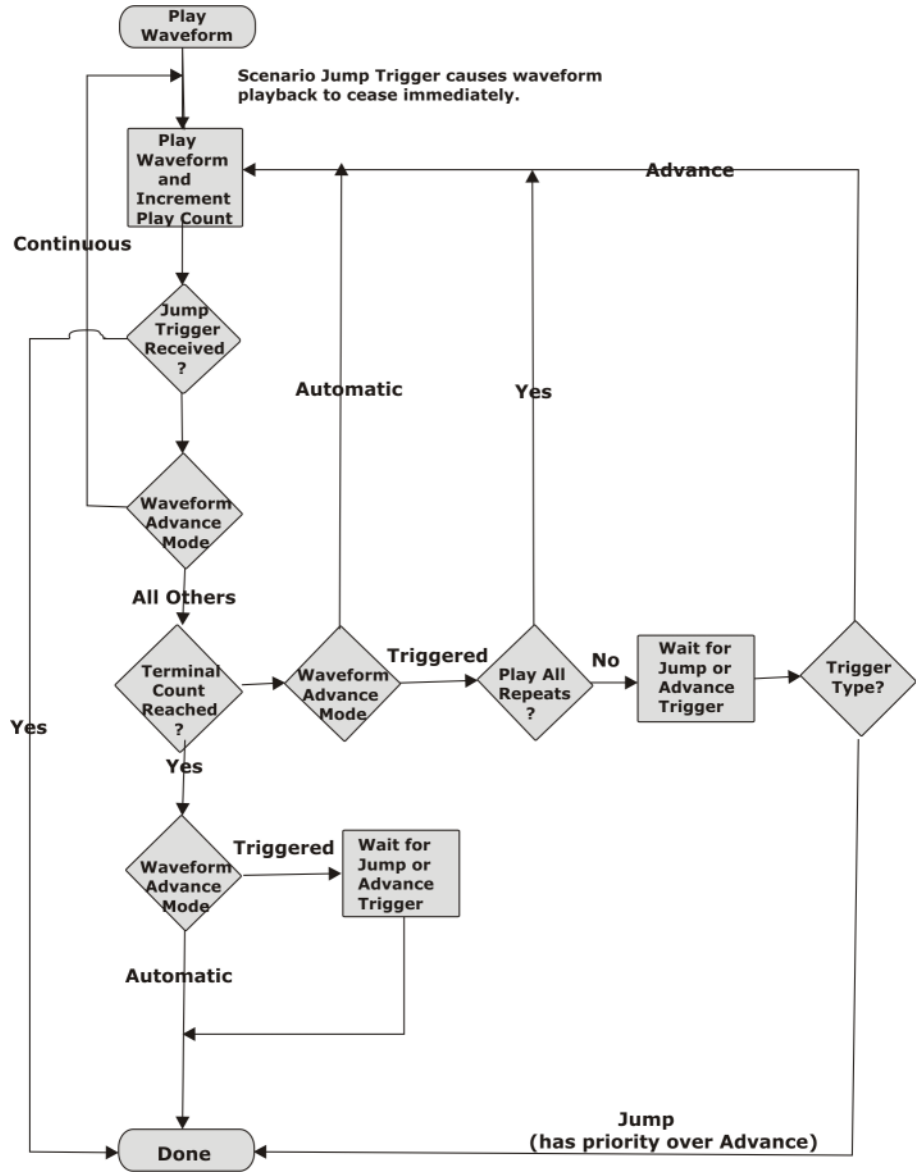 Play
Waveform
Scenario Jump Trigger causes waveform
playback to cease immediately.
Play
Waveform
and
Increment
Play Count
Advance
Continuous
Jump
Trigger
Received
?
Automatic
Yes
Waveform
Advance
Mode
All Others
Terminal
Count
Reached
?
Waveform
Advance
Mode
Triggered
Play All
Repeats
?
No
Wait for
Jump or
Advance
Trigger
Trigger
Type?
Yes
Yes
Waveform
Advance
Mode
Triggered
Wait for
Jump or
Advance
Trigger
Automatic
Jump
(has priority over Advance)
Done